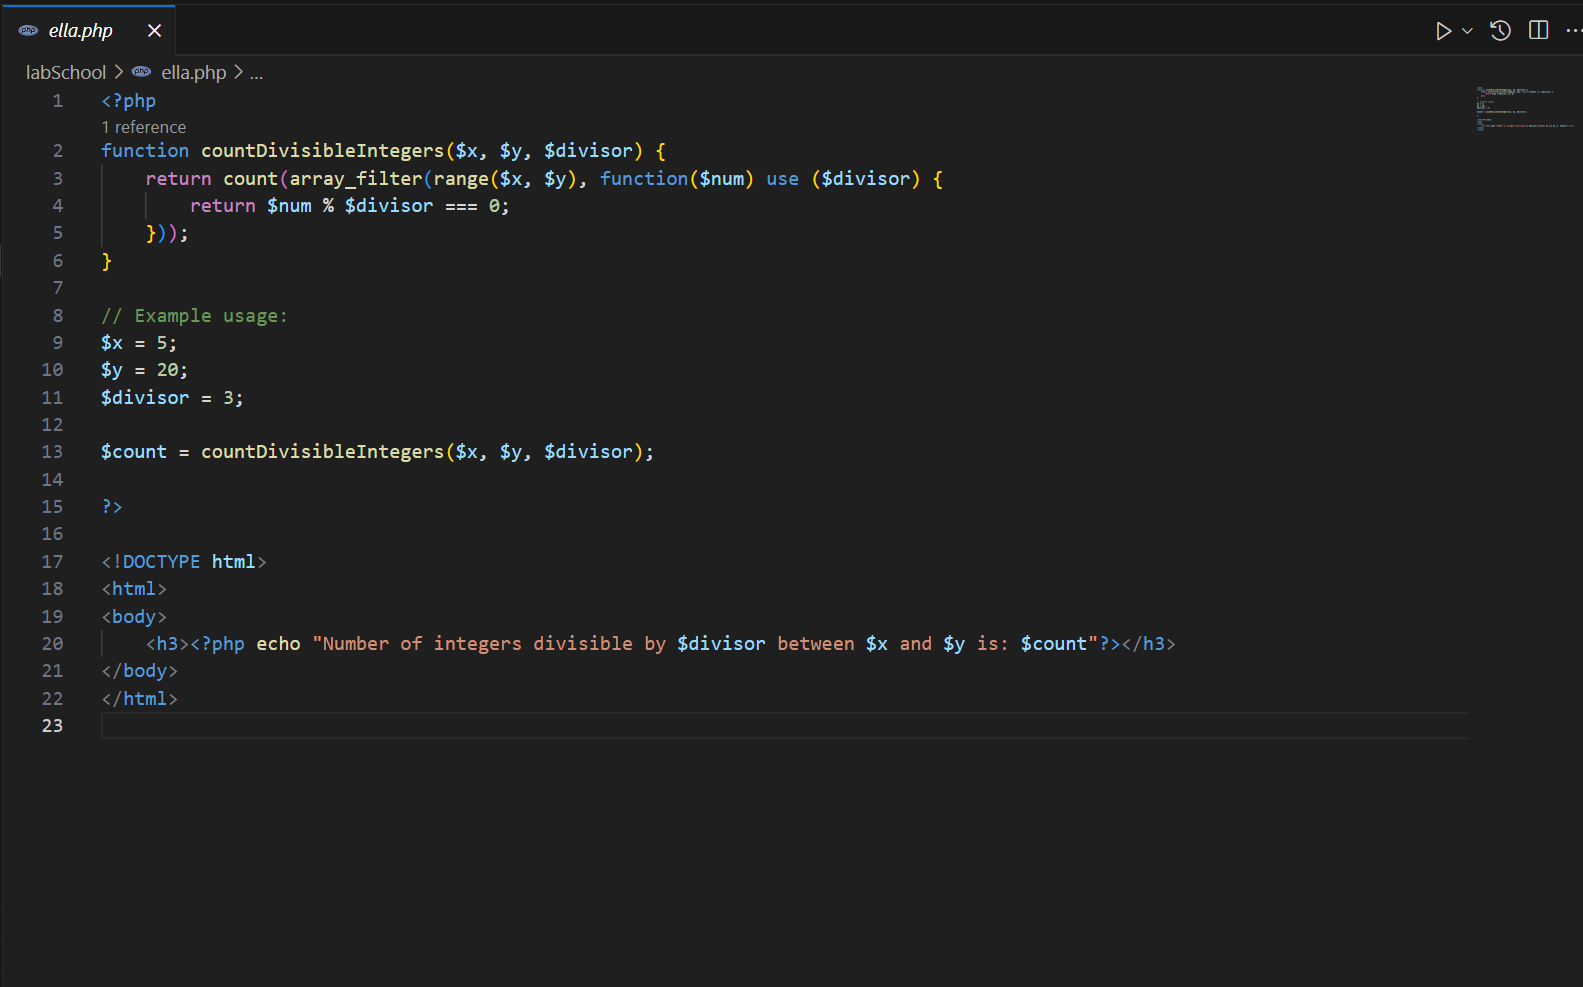 ella.php
labSchool > ella.php > ...
1 <?php
1 reference
2 function countDivisibleIntegers($x, $y, $divisor) {
3     return count(array_filter(range($x, $y), function($num) use ($divisor) {
4         return $num % $divisor === 0;
5     }));
6 }
7
8 // Example usage:
9 $x = 5;
10 $y = 20;
11 $divisor = 3;
12
13 $count = countDivisibleIntegers($x, $y, $divisor);
14
15 ?>
16
17 <!DOCTYPE html>
18 <html>
19 <body>
20     <h3><?php echo "Number of integers divisible by $divisor between $x and $y is: $count"?></h3>
21 </body>
22 </html>
23